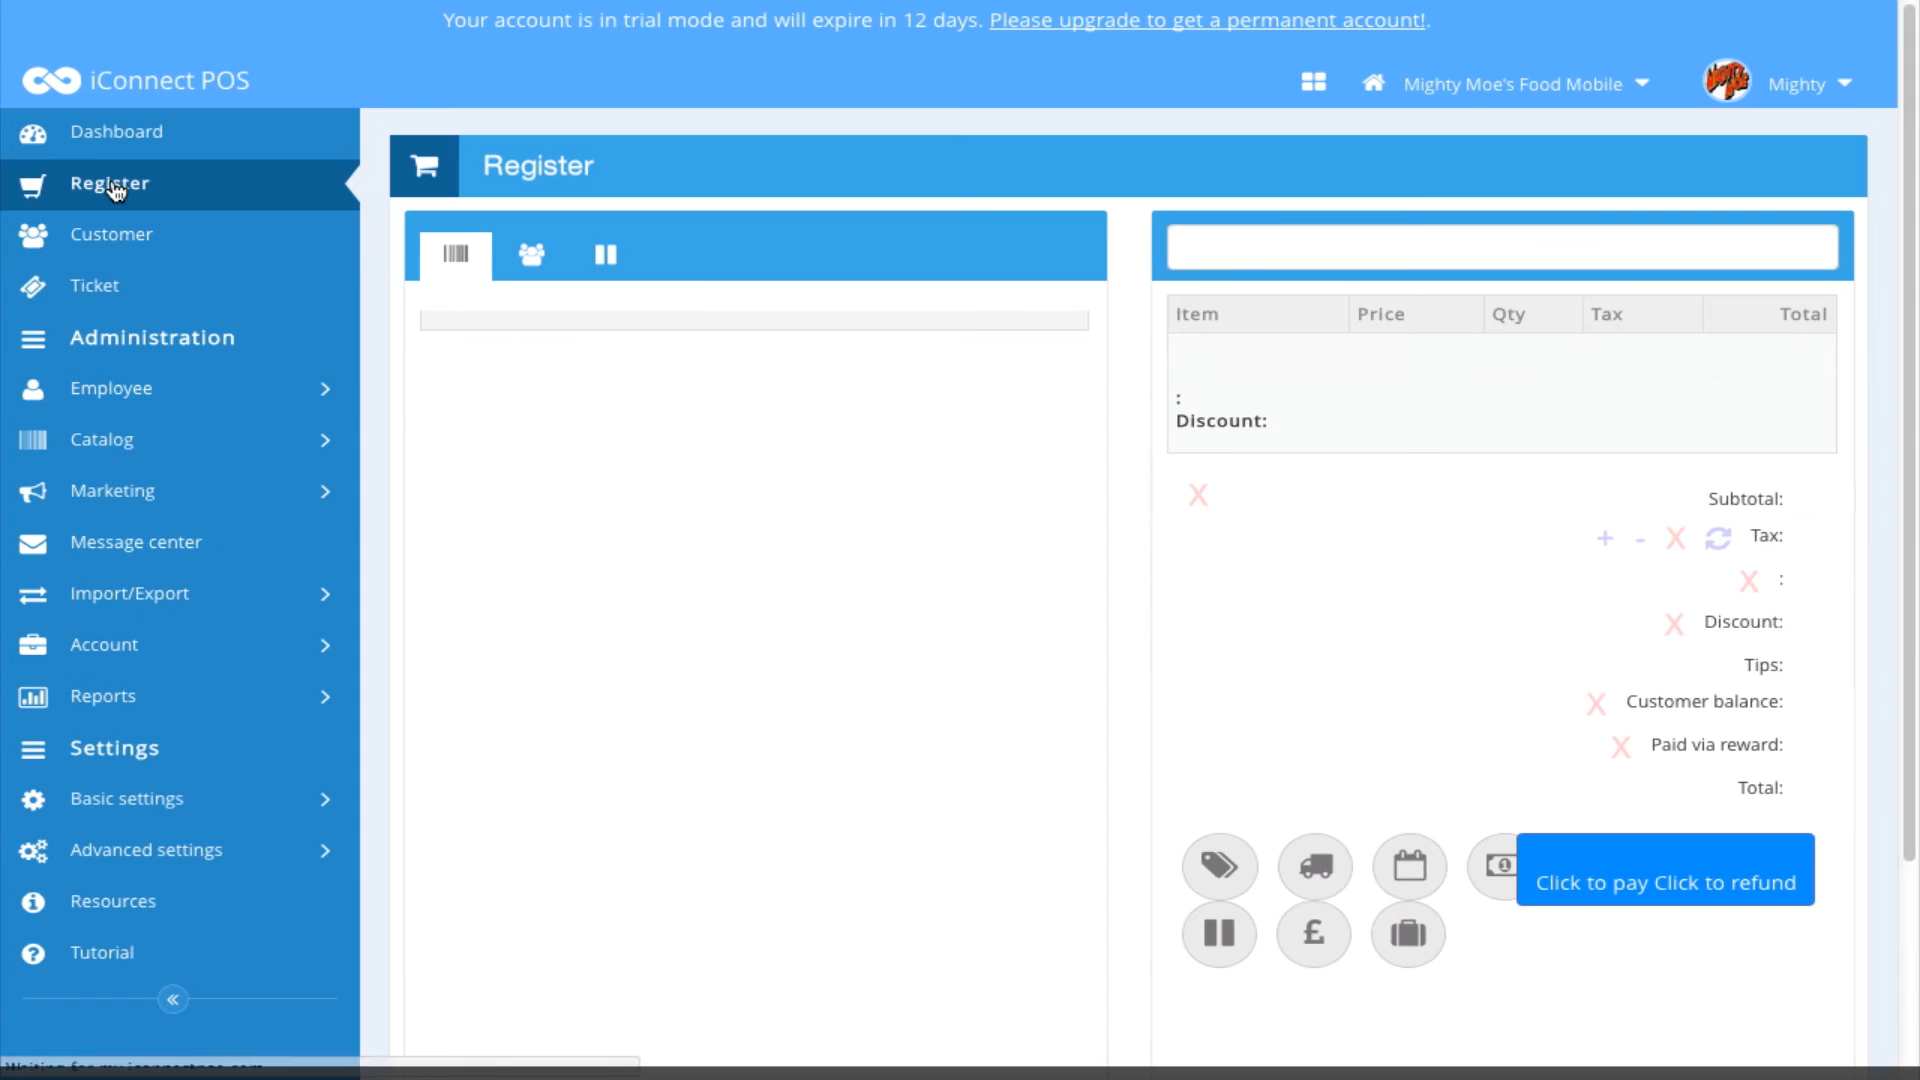 Your account is in trial mode and will expire in 12 days. Please upgrade to get a permanent account!.
iConnect POS
Mighty Moe's Food Mobile
Mighty
Dashboard
Register
Customer
Ticket
Administration
Employee
Catalog
Marketing
Message center
Import/Export
Account
Reports
Settings
Basic settings
Advanced settings
Resources
Tutorial
Register
Item Price Qty Tax Total
:
Discount:
X Subtotal:
+ - X Tax:
X :
X Discount:
Tips:
X Customer balance:
X Paid via reward:
Total:
Click to pay Click to refund
£